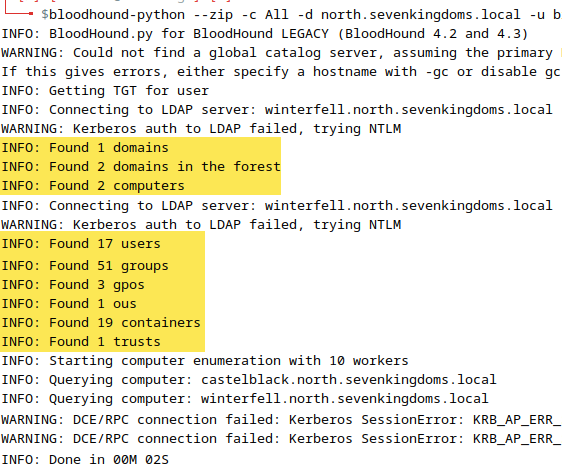 $bloodhound-python --zip -c All -d north.sevenkingdoms.local -u b
INFO: BloodHound.py for BloodHound LEGACY (BloodHound 4.2 and 4.3)
WARNING: Could not find a global catalog server, assuming the primary
If this gives errors, either specify a hostname with -gc or disable gc
INFO: Getting TGT for user
INFO: Connecting to LDAP server: winterfell.north.sevenkingdoms.local
WARNING: Kerberos auth to LDAP failed, trying NTLM
INFO: Found 1 domains
INFO: Found 2 domains in the forest
INFO: Found 2 computers
INFO: Connecting to LDAP server: winterfell.north.sevenkingdoms.local
WARNING: Kerberos auth to LDAP failed, trying NTLM
INFO: Found 17 users
INFO: Found 51 groups
INFO: Found 3 gpos
INFO: Found 1 ous
INFO: Found 19 containers
INFO: Found 1 trusts
INFO: Starting computer enumeration with 10 workers
INFO: Querying computer: castelblack.north.sevenkingdoms.local
INFO: Querying computer: winterfell.north.sevenkingdoms.local
WARNING: DCE/RPC connection failed: Kerberos SessionError: KRB_AP_ERR_
WARNING: DCE/RPC connection failed: Kerberos SessionError: KRB_AP_ERR_
INFO: Done in 00M 02S